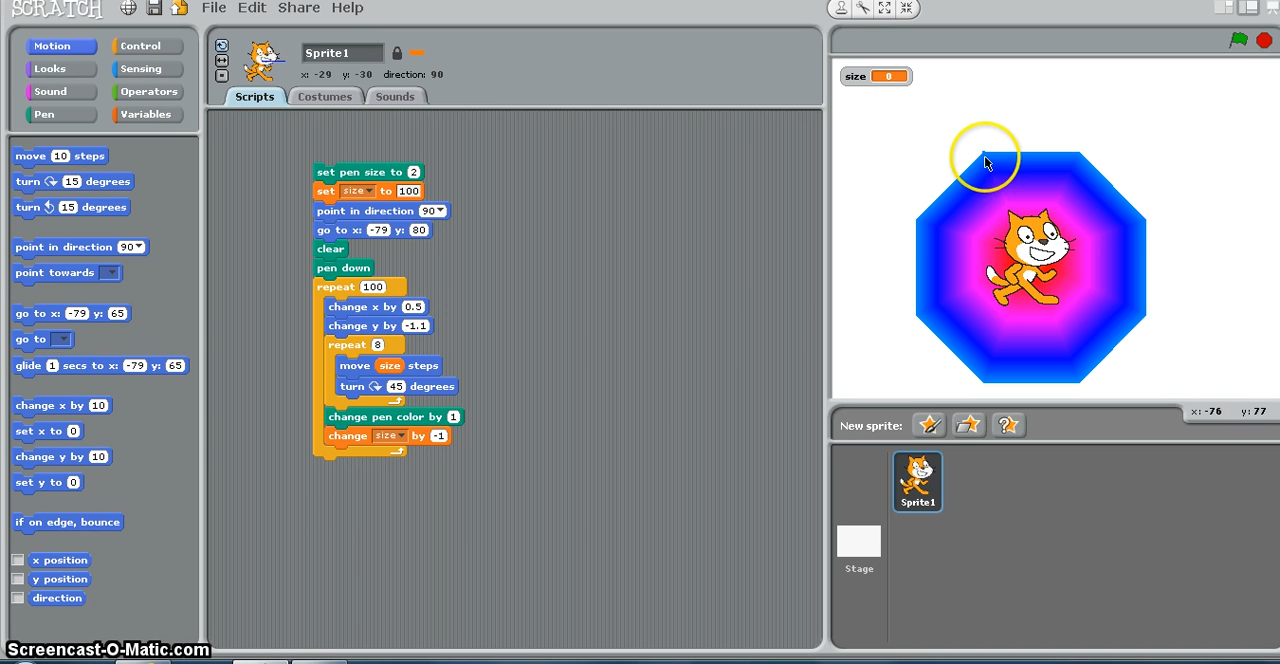 SCRATCH File Edit Share Help
Motion Control
Looks Sensing
Sound Operators
Pen Variables
move 10 steps
turn 15 degrees
turn 15 degrees
point in direction 90
point towards
go to x: -79 y: 65
go to
glide 1 secs to x: -79 y: 65
change x by 10
set x to 0
change y by 10
set y to 0
if on edge, bounce
x position
y position
direction
Sprite1
x: -29 y: -30 direction: 90
Scripts Costumes Sounds
set pen size to 2
set size to 100
point in direction 90
go to x: -79 y: 80
clear
pen down
repeat 100
change x by 0.5
change y by -1.1
repeat 8
move size steps
turn 45 degrees
change pen color by 1
change size by -1
size 0
x: -76 y: 77
New sprite:
Sprite1
Stage
Screencast-O-Matic.com